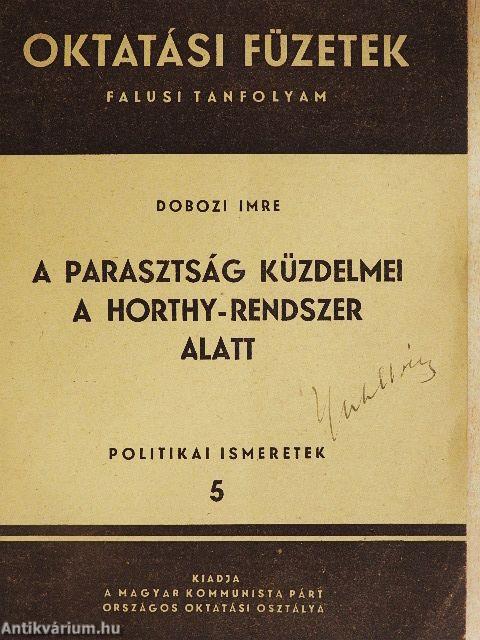 OKTATÁSI FÜZETEK
FALUSI TANFOLYAM
DOBOZI IMRE
A PARASZTSÁG KÜZDELMEI
A HORTHY-RENDSZER
ALATT
POLITIKAI ISMERETEK
5
KIADJA
A MAGYAR KOMMUNISTA PÁRT
ORSZÁGOS OKTATÁSI OSZTÁLYA
Antikvárium.hu